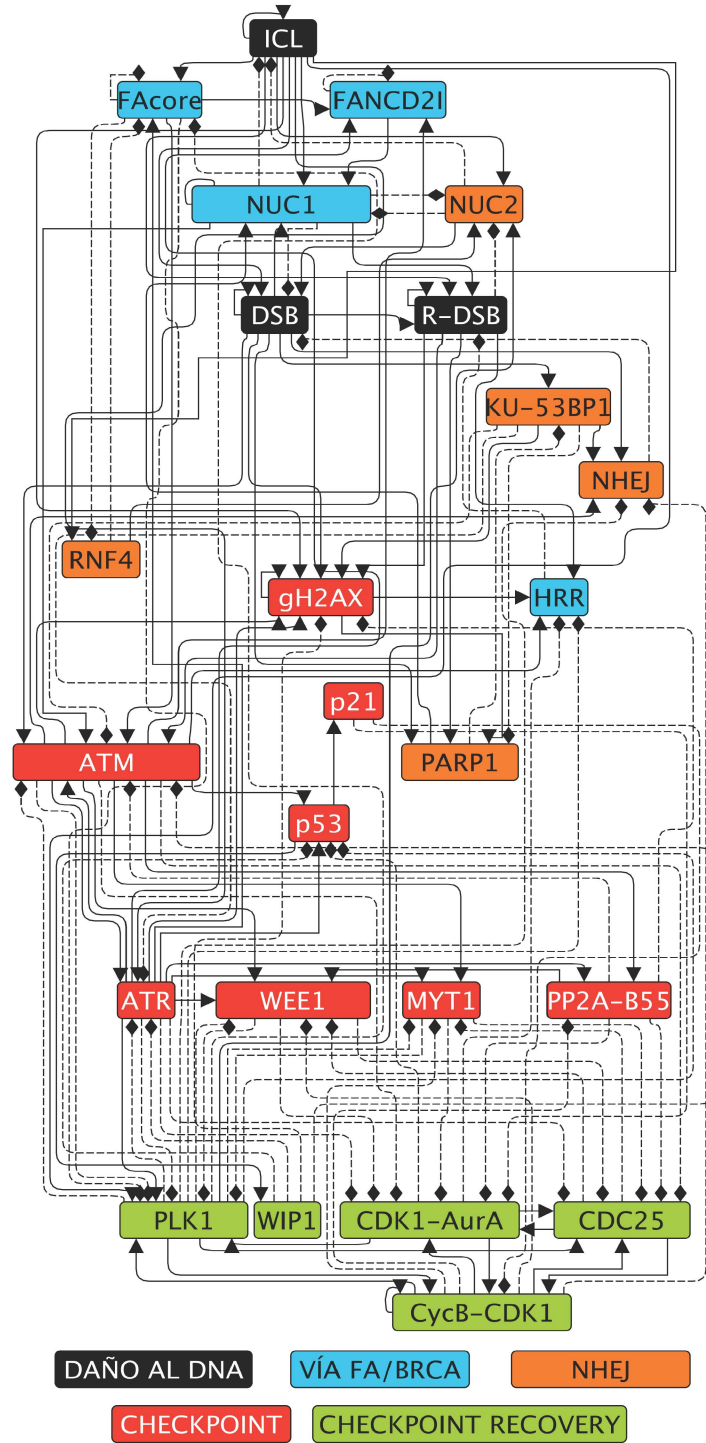 ICL
FAcore FANCD2I
NUC1 NUC2
DSB R-DSB
KU-53BP1
NHEJ
RNF4
gH2AX HRR
p21
ATM PARP1
p53
ATR WEE1 MYT1 PP2A-B55
PLK1 WIP1 CDK1-AurA CDC25
CycB-CDK1
DAÑO AL DNA VÍA FA/BRCA NHEJ
CHECKPOINT CHECKPOINT RECOVERY